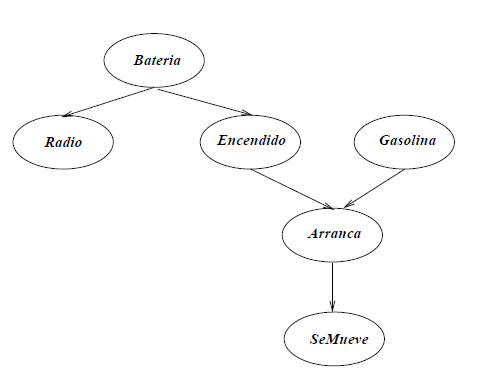 Bateria
Radio
Encendido
Gasolina
Arranca
SeMueve